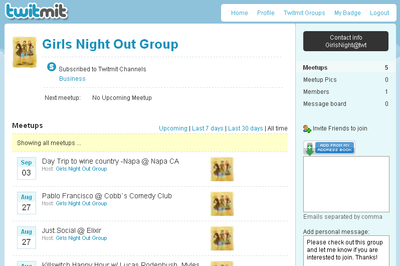 twitmit
Home Profile Twitmit Groups My Badge Logout
Girls Night Out Group
Subscribed to Twitmit Channels
Business
Next meetup: No Upcoming Meetup
Meetups
Upcoming | Last 7 days | Last 30 days | All time
Showing all meetups ...
Sep
03
Day Trip to wine country -Napa @ Napa CA
Host: Girls Night Out Group
Aug
27
Pablo Francisco @ Cobb`s Comedy Club
Host: Girls Night Out Group
Aug
27
Just.Social @ Elixir
Host: Girls Night Out Group
Aug
Killswitch Happy Hour w/ Lucas Rodenbush, Myles
Contact info
GirlsNight@twt
Meetups 5
Meetup Pics 0
Members 1
Message board 0
Invite Friends to join
ADD FROM MY
ADDRESS BOOK
Emails separated by comma
Add personal message:
Please check out this group
and let me know if you are
interested to join. Thanks!